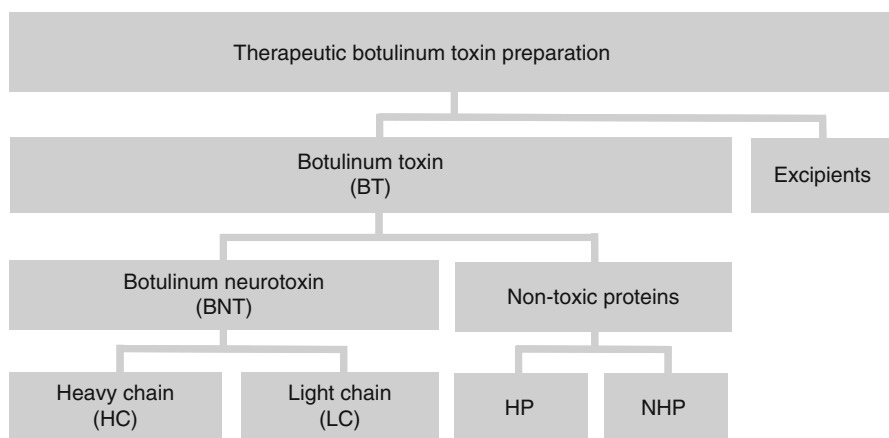 Therapeutic botulinum toxin preparation
Botulinum toxin
(BT)
Excipients
Botulinum neurotoxin
(BNT)
Non-toxic proteins
Heavy chain
(HC)
Light chain
(LC)
HP
NHP